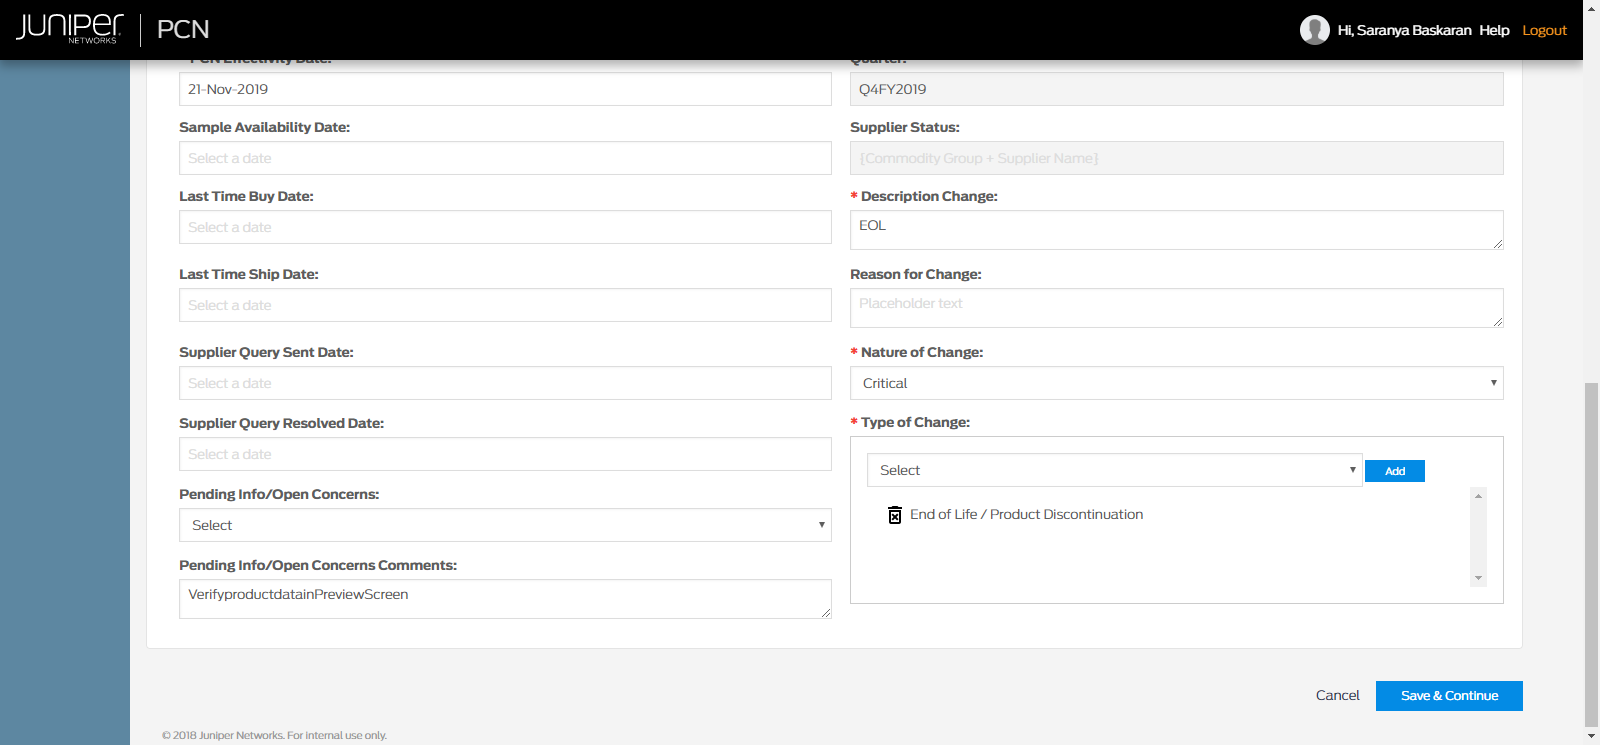 JUNIPER NETWORKS
PCN
Hi, Saranya Baskaran Help Logout
* PCN Effectivity Date:
21-Nov-2019
Quarter:
Q4FY2019
Sample Availability Date:
Select a date
Supplier Status:
{Commodity Group + Supplier Name}
Last Time Buy Date:
Select a date
* Description Change:
EOL
Last Time Ship Date:
Select a date
Reason for Change:
Placeholder text
Supplier Query Sent Date:
Select a date
* Nature of Change:
Critical
Supplier Query Resolved Date:
Select a date
* Type of Change:
Select
Add
End of Life / Product Discontinuation
Pending Info/Open Concerns:
Select
Pending Info/Open Concerns Comments:
VerifyproductdatainPreviewScreen
Cancel
Save & Continue
© 2018 Juniper Networks. For internal use only.